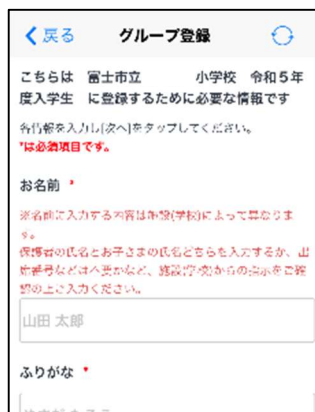 戻る グループ登録
こちらは 富士市立 小学校 令和5年
度入学生 に登録するために必要な情報です
各情報を入力し[次へ]をタップしてください。
*は必須項目です。
お名前 *
※名前に入力する内容は施設(学校)によって異なりま
す。
保護者の氏名とお子さまの氏名どちらを入力するか、出
席番号などは必要かなど、施設(学校)からの指示をご確
認の上ご入力ください。
山田 太郎
ふりがな *